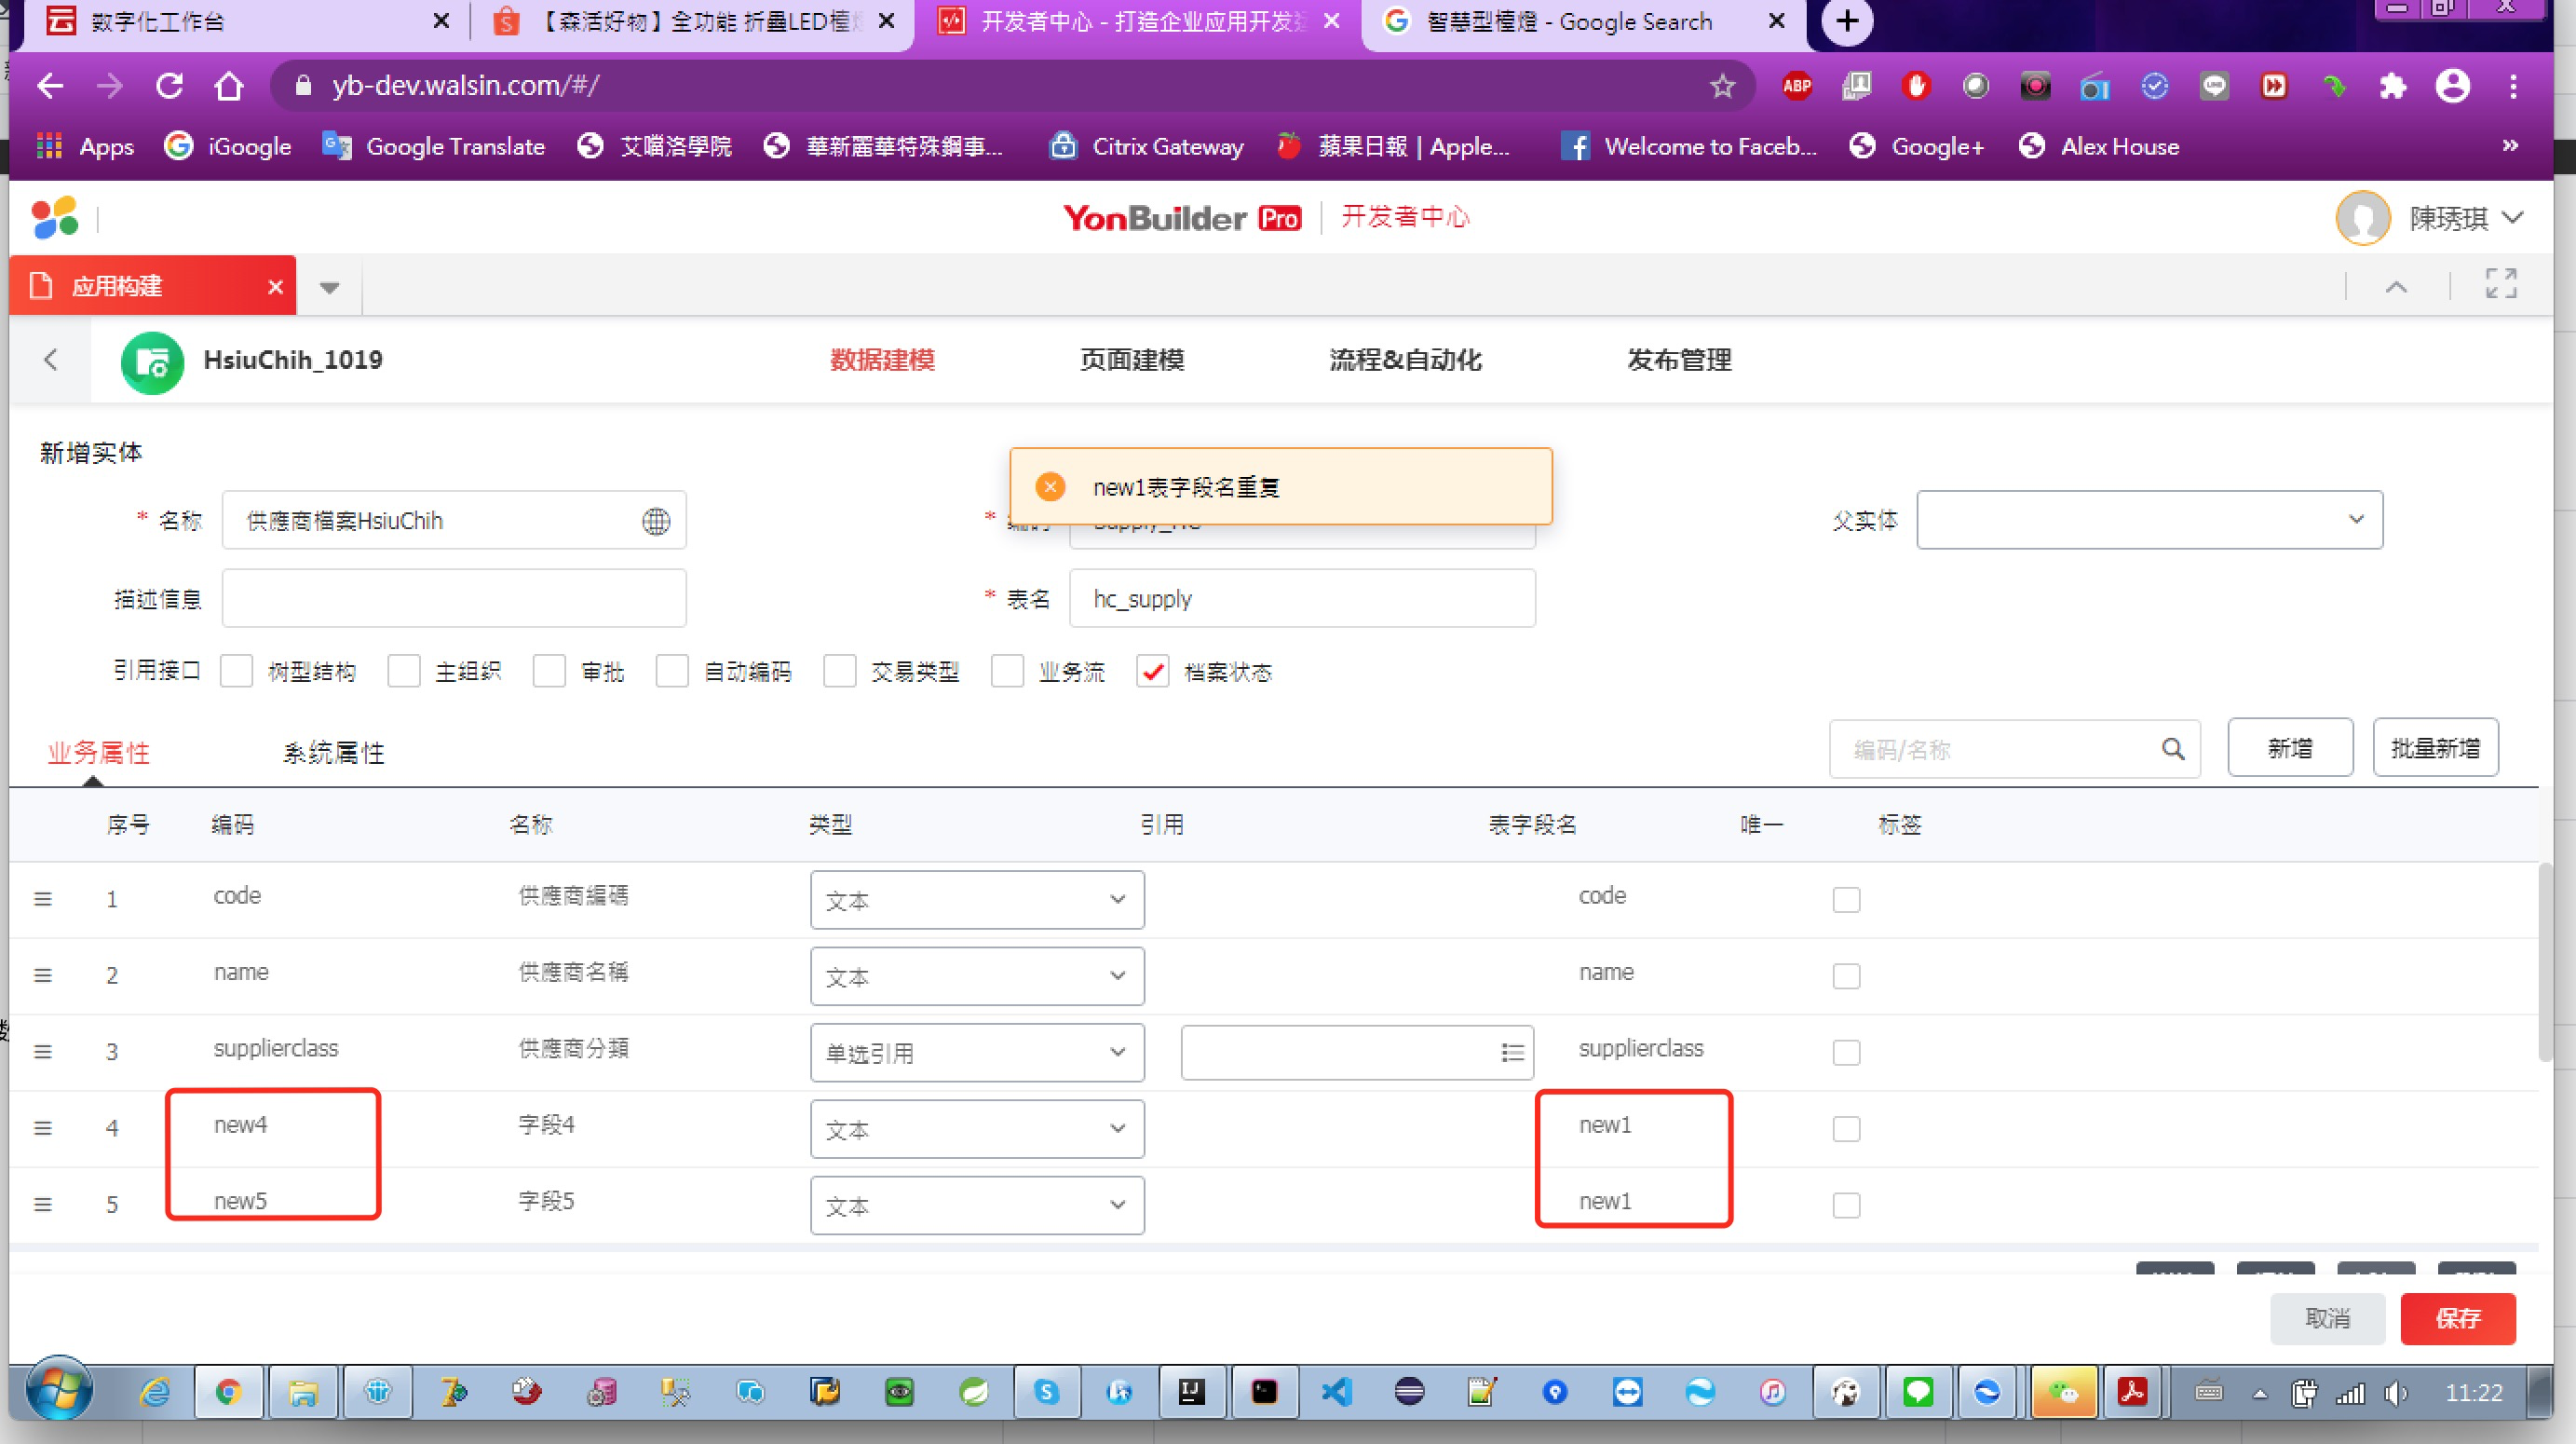 数字化工作台
【森活好物】全功能 折疊LED檯燈
开发者中心 - 打造企业应用开发运
智慧型檯燈 - Google Search
yb-dev.walsin.com/#/
ABP
Apps
iGoogle
Google Translate
艾噹洛學院
華新麗華特殊鋼事...
Citrix Gateway
蘋果日報 | Apple...
Welcome to Faceb...
Google+
Alex House
»
YonBuilder Pro
开发者中心
陳琇琪
应用构建
HsiuChih_1019
数据建模
页面建模
流程&自动化
发布管理
新增实体
new1表字段名重复
* 名称 供應商檔案HsiuChih
* 编码 Supply_HC
父实体
描述信息
* 表名 hc_supply
引用接口 树型结构 主组织 审批 自动编码 交易类型 业务流 档案状态
业务属性 系统属性
编码/名称
新增
批量新增
序号 编码 名称 类型 引用 表字段名 唯一 标签
1 code 供應商編碼 文本 code
2 name 供應商名稱 文本 name
3 supplierclass 供應商分類 单选引用 supplierclass
4 new4 字段4 文本 new1
5 new5 字段5 文本 new1
取消
保存
11:22